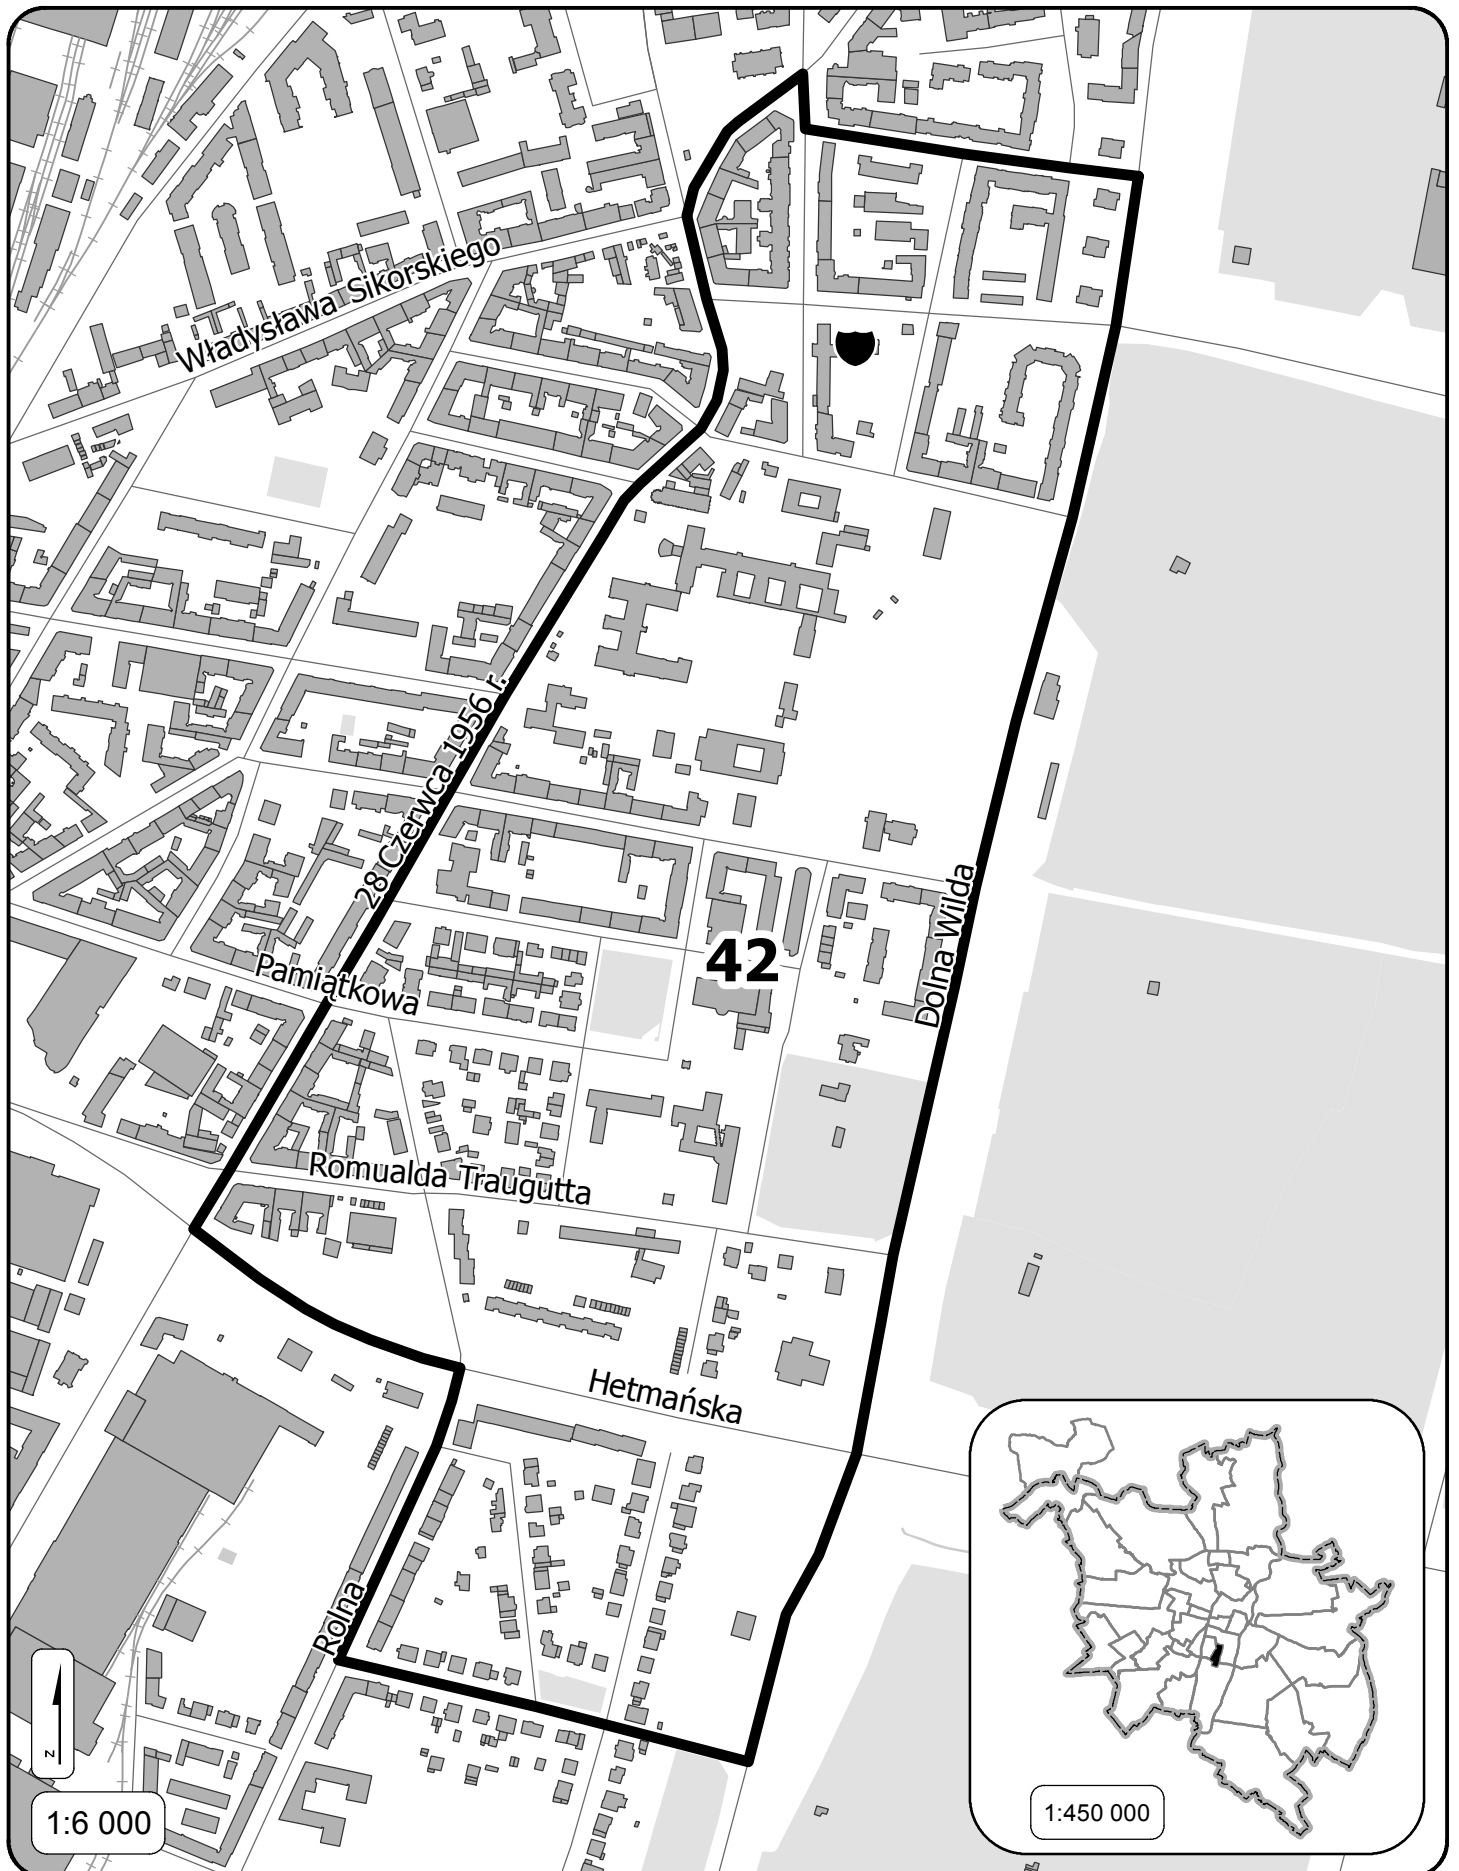 Władysława Sikorskiego
28 Czerwca 1956 r.
42
Dolna Wilda
Pamiątkowa
Romualda Traugutta
Hetmańska
Rolna
N
1:6 000
1:450 000